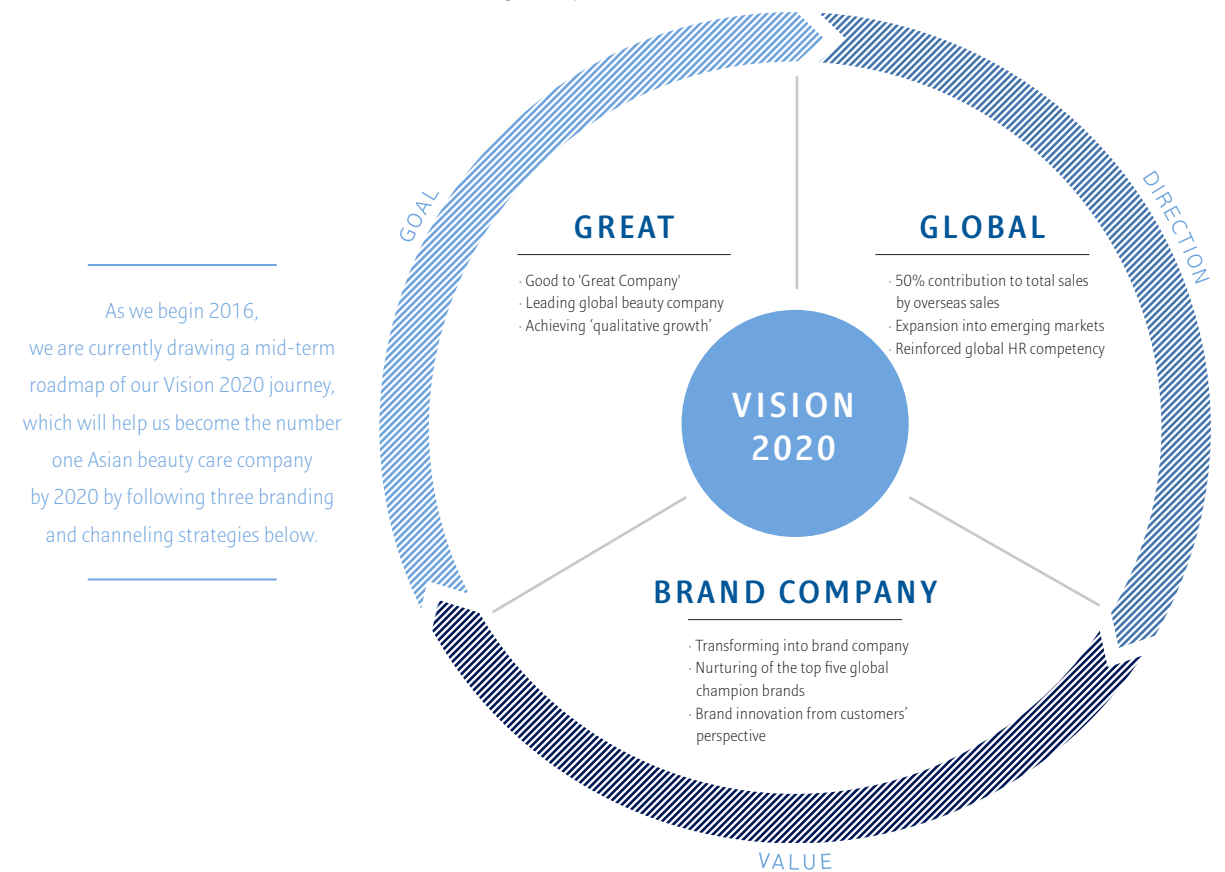 As we begin 2016,
we are currently drawing a mid-term
roadmap of our Vision 2020 journey,
which will help us become the number
one Asian beauty care company
by 2020 by following three branding
and channeling strategies below.
GOAL
GREAT
· Good to 'Great Company'
· Leading global beauty company
· Achieving ‘qualitative growth’
DIRECTION
GLOBAL
· 50% contribution to total sales
by overseas sales
· Expansion into emerging markets
· Reinforced global HR competency
VISION
2020
BRAND COMPANY
· Transforming into brand company
· Nurturing of the top five global
champion brands
· Brand innovation from customers’
perspective
VALUE